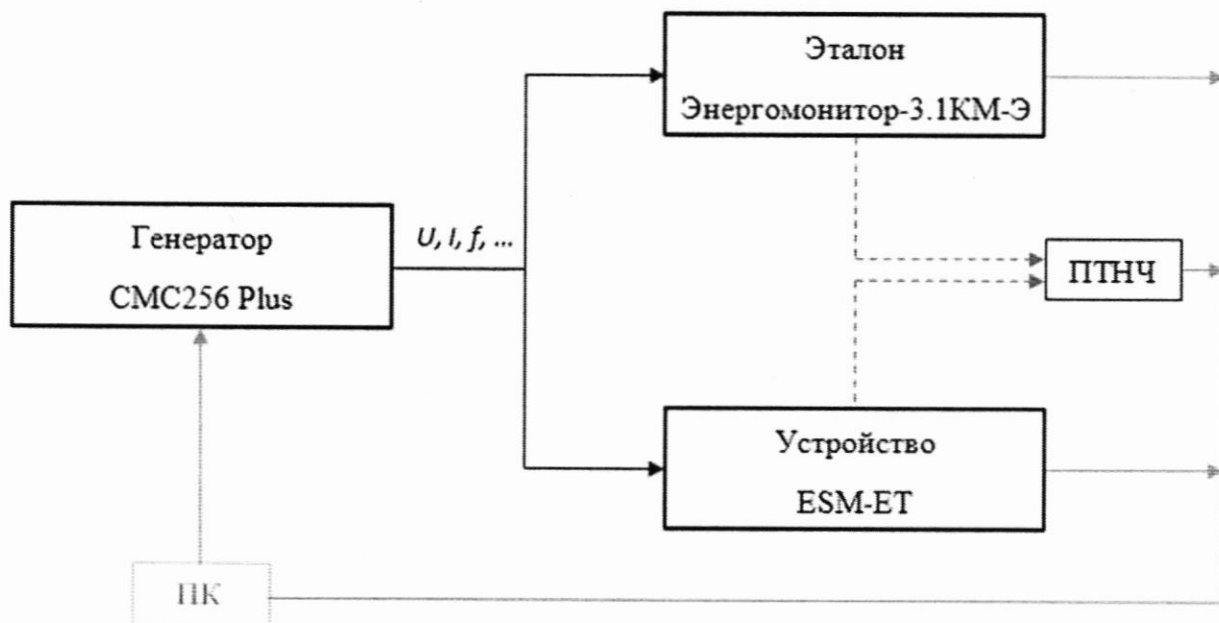 Эталон
Энергомонитор-3.1КМ-Э
Генератор
CMC256 Plus
U, I, f, ...
ПТНЧ
Устройство
ESM-ET
ПК